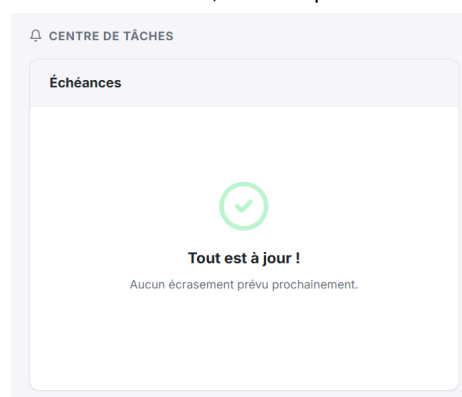 CENTRE DE TÂCHES
Échéances
Tout est à jour !
Aucun écrasement prévu prochainement.